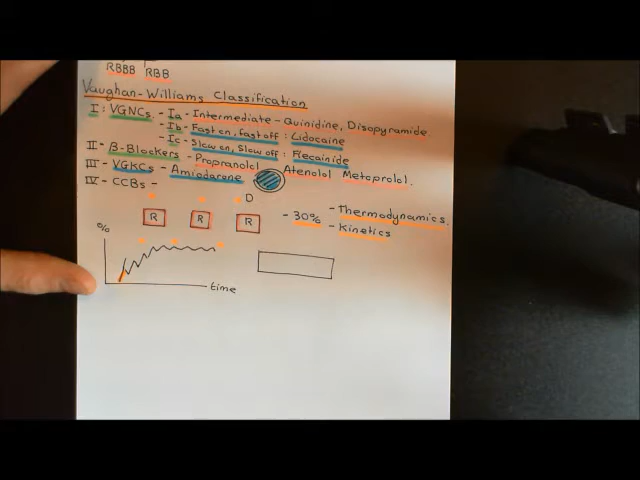 RBBB RBB
Vaughan-Williams Classification
I: VGNCs - Ia - Intermediate - Quinidine, Disopyramide.
- Ib - Fast on, fast off : Lidocaine
- Ic - Slow on, Slow off : Flecainide
II - β-Blockers - Propranolol Atenolol Metoprolol.
III - VGKCs - Amiodarone
IV - CCBs -
D
R R R - 30% - Thermodynamics.
- Kinetics
%
time